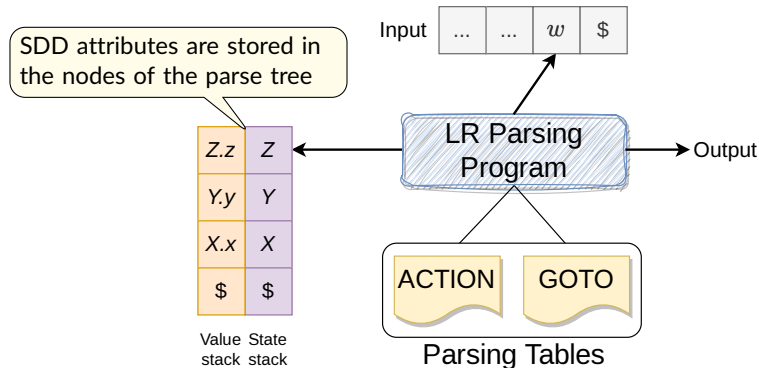 SDD attributes are stored in
the nodes of the parse tree
Input ... ... w $
LR Parsing
Program
Output
Z.z Z
Y.y Y
X.x X
$ $
Value State
stack stack
ACTION GOTO
Parsing Tables